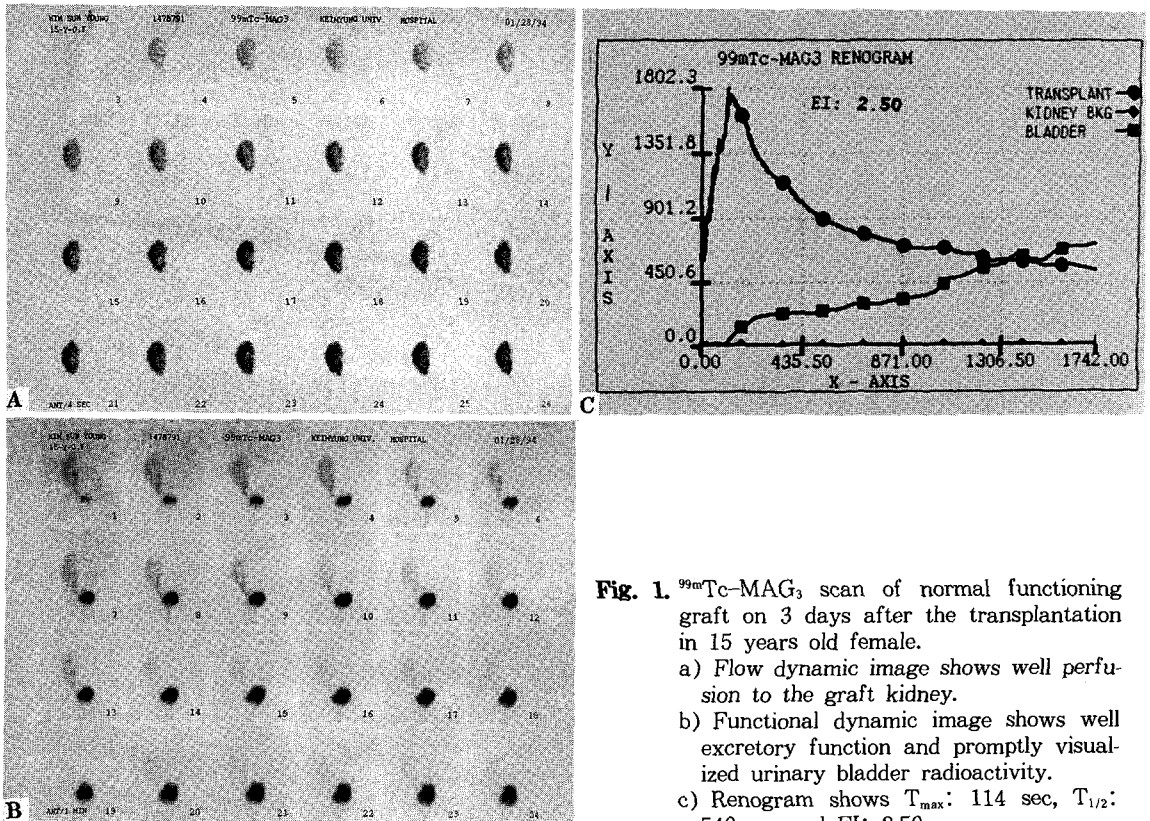 KIM SUN YOUNG 1478791 99mTc-MAG3 KEIMYUNG UNIV. HOSPITAL 01/28/94
15-Y-O.F
3 4 5 6 7 8
9 10 11 12 13 14
15 16 17 18 19 20
A ANT/4 SEC 21 22 23 24 25 26
KIM SUN YOUNG 1478791 99mTc-MAG3 KEIMYUNG UNIV. HOSPITAL 01/28/94
15-Y-O.F
1 2 3 4 5 6
7 8 9 10 11 12
13 14 15 16 17 18
B ANT/1 MIN 19 20 21 22 23 24
99mTc-MAG3 RENOGRAM
EI: 2.50
TRANSPLANT
KIDNEY BKG
BLADDER
1802.3
1351.8
901.2
450.6
0.0
Y / AXIS
0.00 435.50 871.00 1306.50 1742.00
X - AXIS
C
Fig. 1. ⁹⁹ᵐTc-MAG₃ scan of normal functioning
graft on 3 days after the transplantation
in 15 years old female.
a) Flow dynamic image shows well perfu-
sion to the graft kidney.
b) Functional dynamic image shows well
excretory function and promptly visual-
ized urinary bladder radioactivity.
c) Renogram shows Tmax: 114 sec, T1/2: